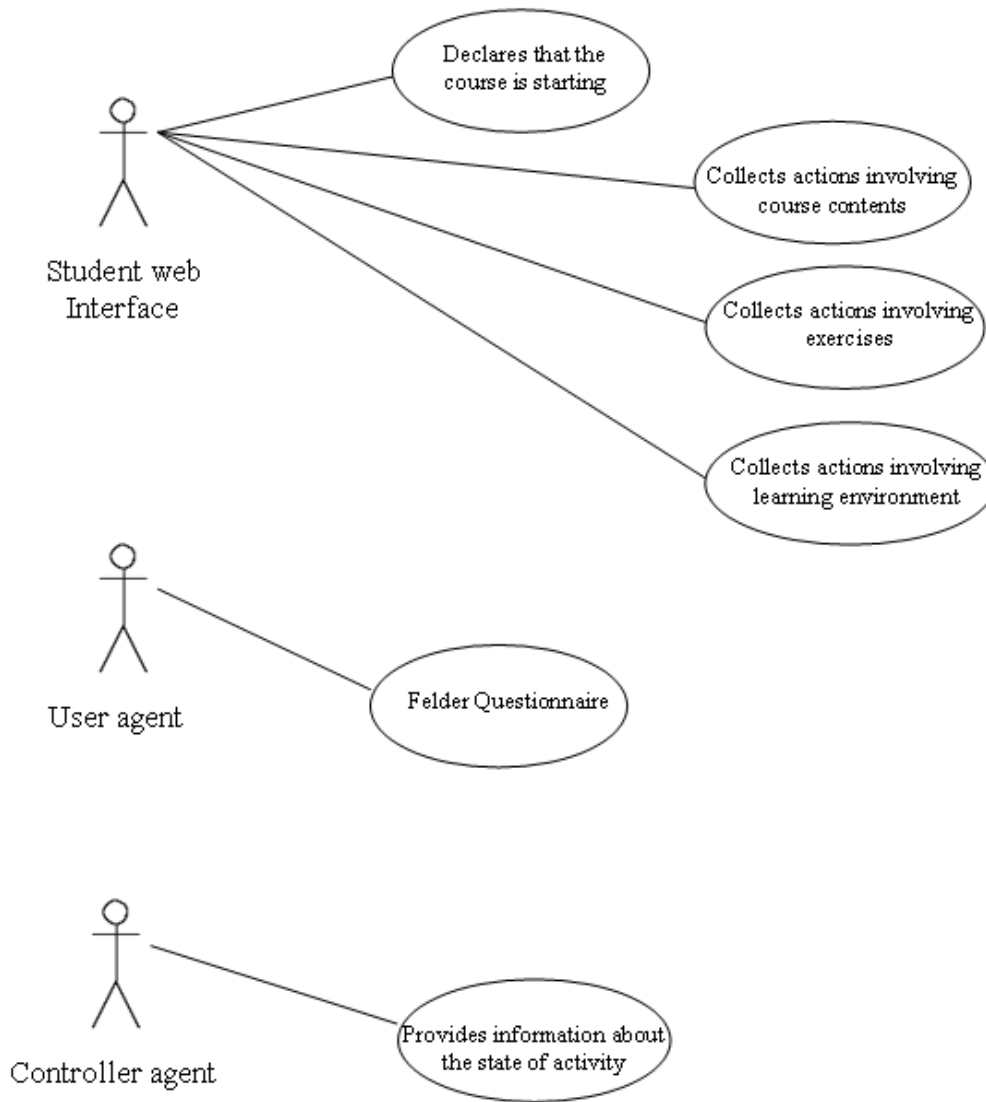 Declares that the
course is starting
Collects actions involving
course contents
Student web
Interface
Collects actions involving
exercises
Collects actions involving
learning environment
User agent
Felder Questionnaire
Controller agent
Provides information about
the state of activity